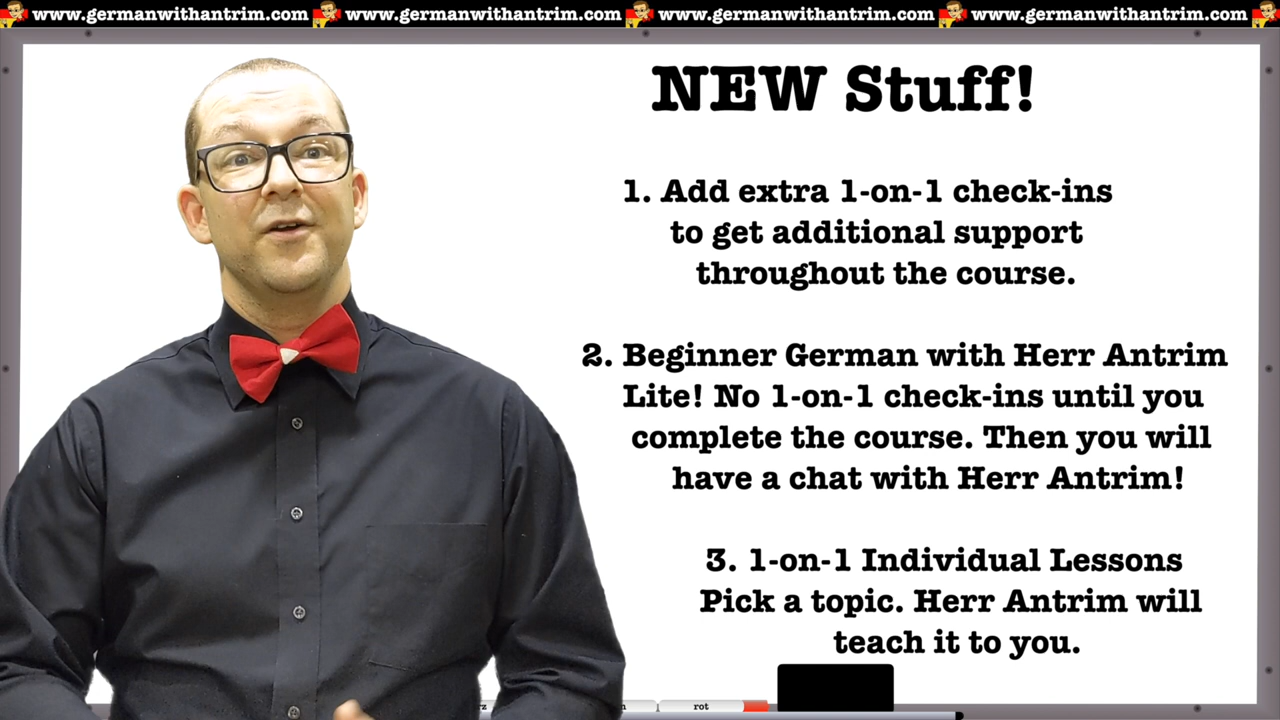 www.germanwithantrim.com www.germanwithantrim.com www.germanwithantrim.com www.germanwithantrim.com
NEW Stuff!
1. Add extra 1-on-1 check-ins
to get additional support
throughout the course.
2. Beginner German with Herr Antrim
Lite! No 1-on-1 check-ins until you
complete the course. Then you will
have a chat with Herr Antrim!
3. 1-on-1 Individual Lessons
Pick a topic. Herr Antrim will
teach it to you.
rot